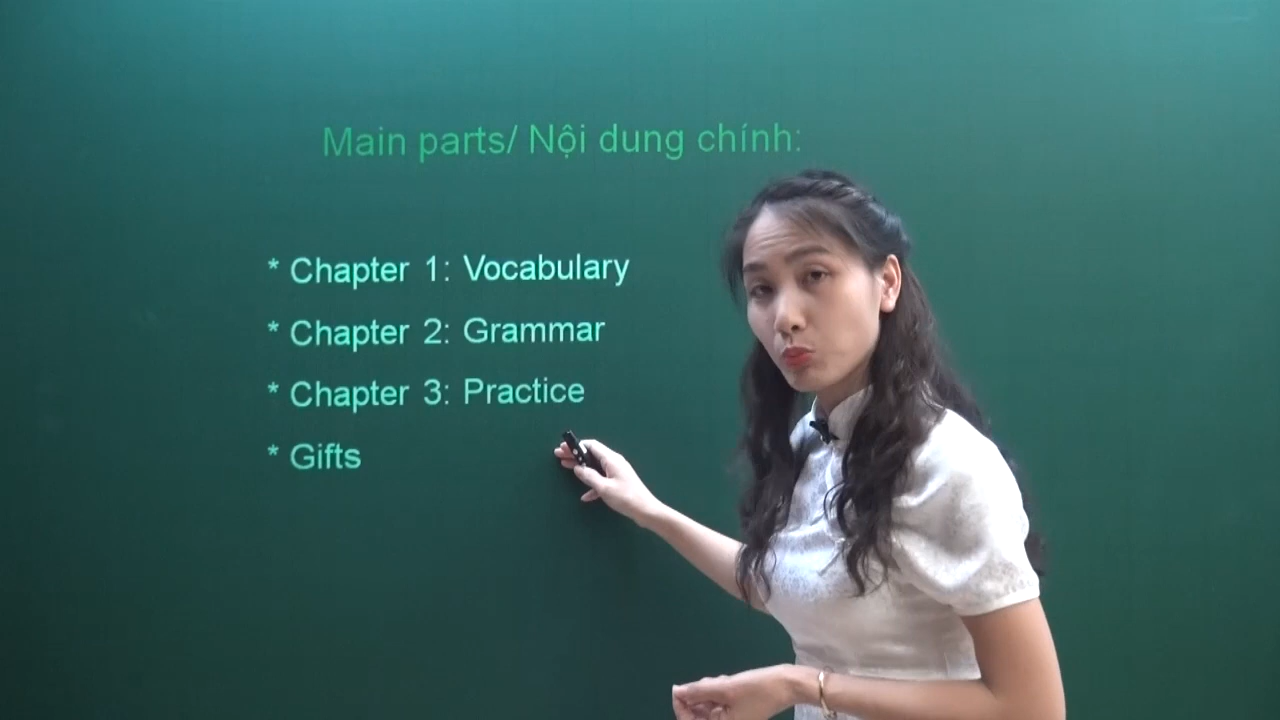 Main parts/ Nội dung chính:
* Chapter 1: Vocabulary
* Chapter 2: Grammar
* Chapter 3: Practice
* Gifts